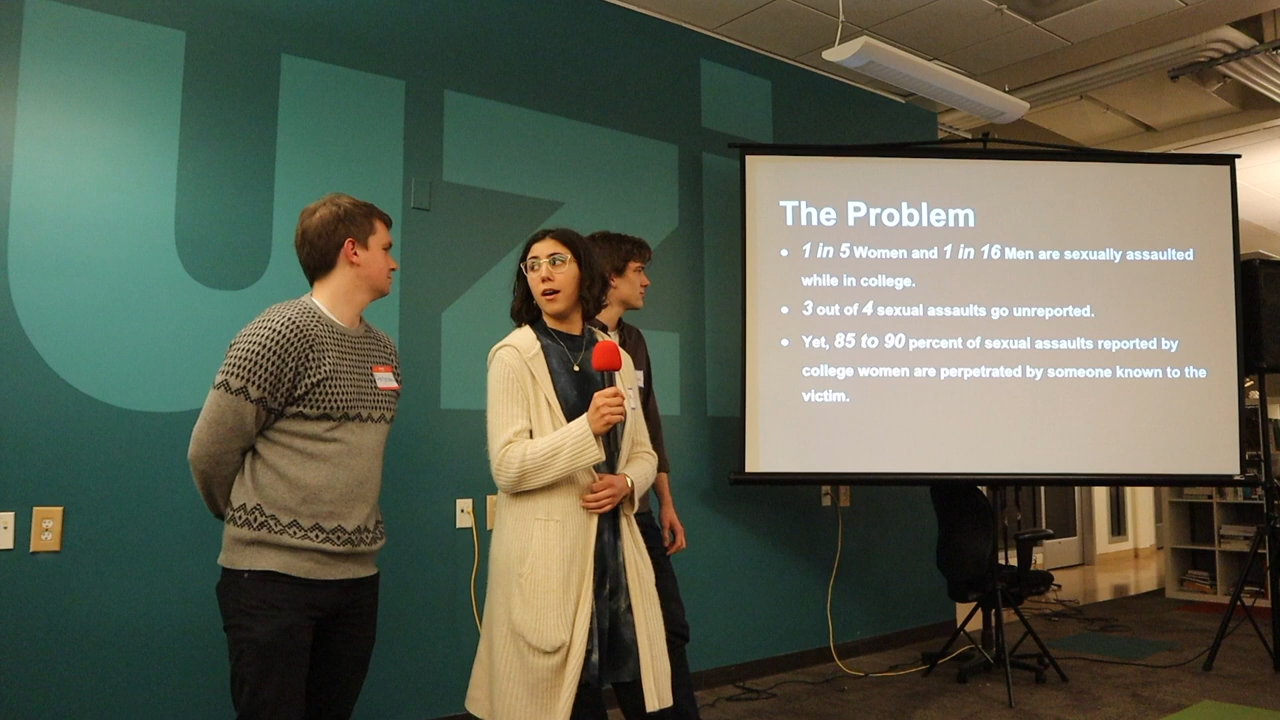 uzi
The Problem
• 1 in 5 Women and 1 in 16 Men are sexually assaulted
while in college.
• 3 out of 4 sexual assaults go unreported.
• Yet, 85 to 90 percent of sexual assaults reported by
college women are perpetrated by someone known to the
victim.